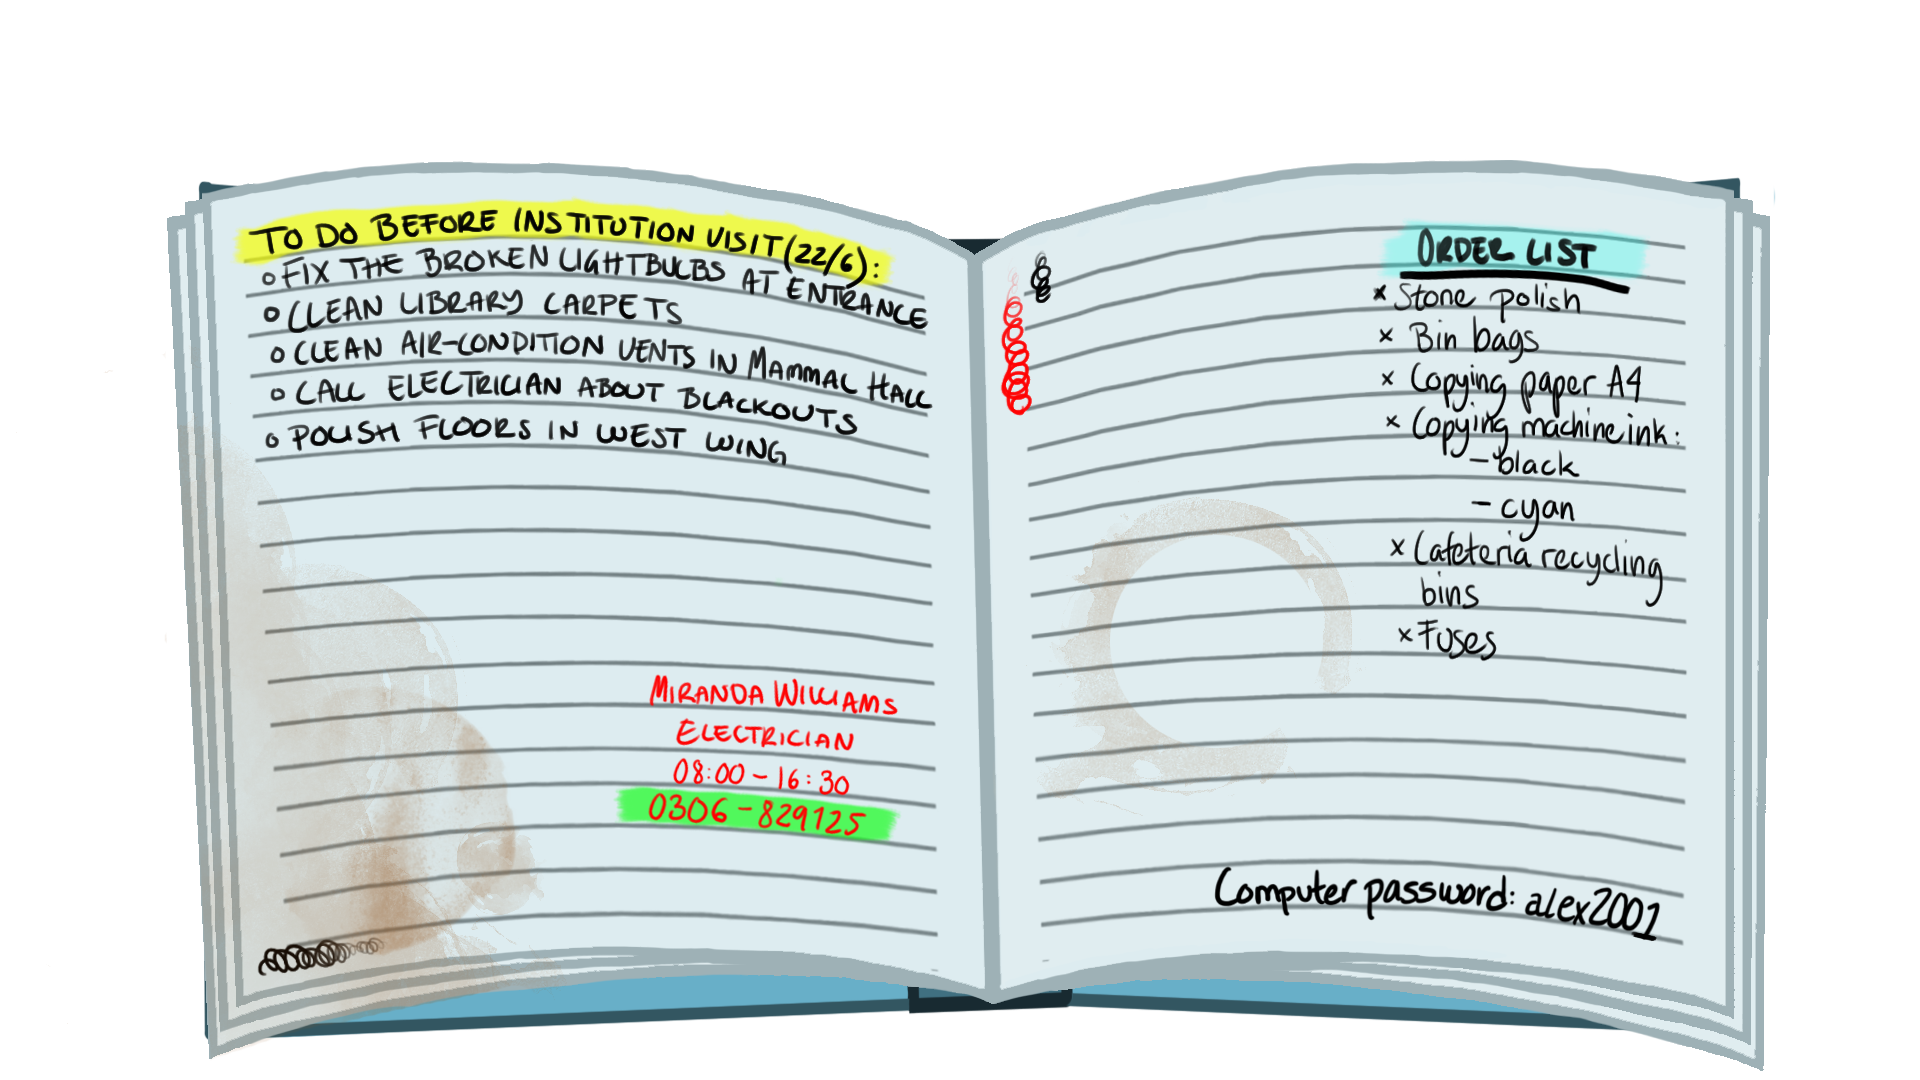 TO DO BEFORE INSTITUTION VISIT (22/6):
o FIX THE BROKEN LIGHTBULBS AT ENTRANCE
o CLEAN LIBRARY CARPETS
o CLEAN AIR-CONDITION VENTS IN MAMMAL HALL
o CALL ELECTRICIAN ABOUT BLACKOUTS
o POLISH FLOORS IN WEST WING
MIRANDA WILLIAMS
ELECTRICIAN
08:00 - 16:30
0306-829125
ORDER LIST
x Stone polish
x Bin bags
x Copying paper A4
x Copying machine ink:
- black
- cyan
x Cafeteria recycling
bins
x Fuses
Computer password: alex2001